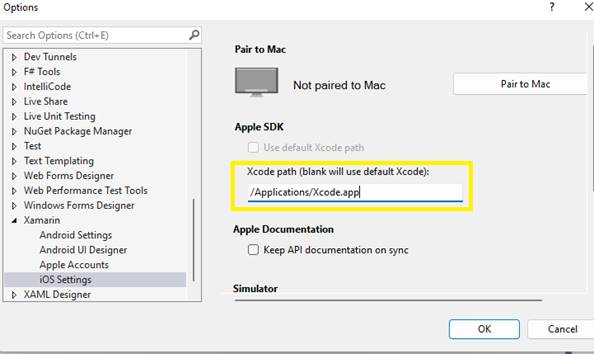 Options
Search Options (Ctrl+E)
Dev Tunnels
F# Tools
IntelliCode
Live Share
Live Unit Testing
NuGet Package Manager
Test
Text Templating
Web Forms Designer
Web Performance Test Tools
Windows Forms Designer
Xamarin
Android Settings
Android UI Designer
Apple Accounts
iOS Settings
XAML Designer
Pair to Mac
Not paired to Mac
Pair to Mac
Apple SDK
Use default Xcode path
Xcode path (blank will use default Xcode):
/Applications/Xcode.app
Apple Documentation
Keep API documentation on sync
Simulator
OK
Cancel